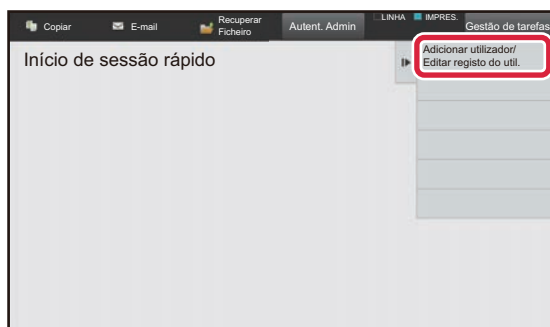 Copiar
E-mail
Recuperar
Ficheiro
Autent. Admin
LINHA
IMPRES.
Gestão de tarefas
Início de sessão rápido
Adicionar utilizador/
Editar registo do util.